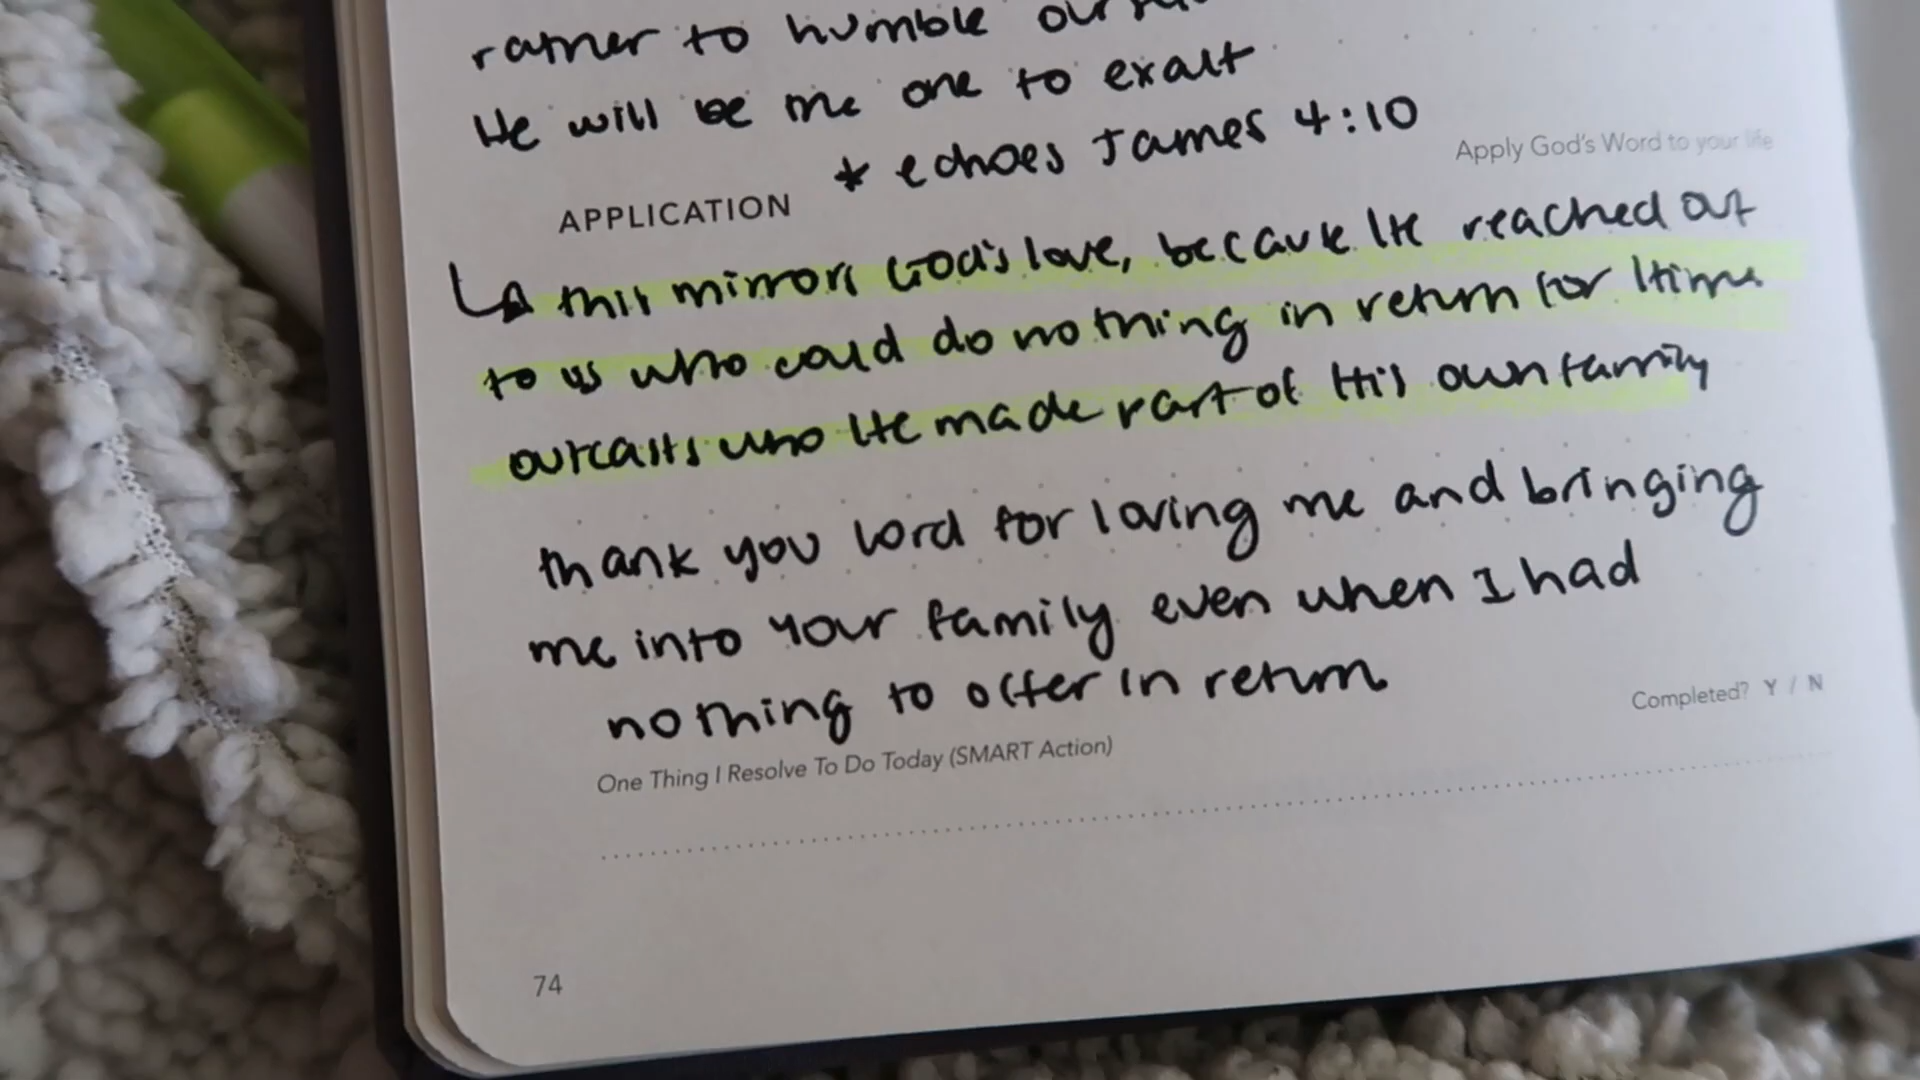 rather to humble
He will be the one to exalt
* echoes James 4:10
Apply God's Word to your life
APPLICATION
↳ this mirrors God's love, because He reached out
to us who could do nothing in return for Him
outcasts who He made part of His own family
thank you Lord for loving me and bringing
me into Your family even when I had
nothing to offer in return
Completed? Y / N
One Thing I Resolve To Do Today (SMART Action)
74